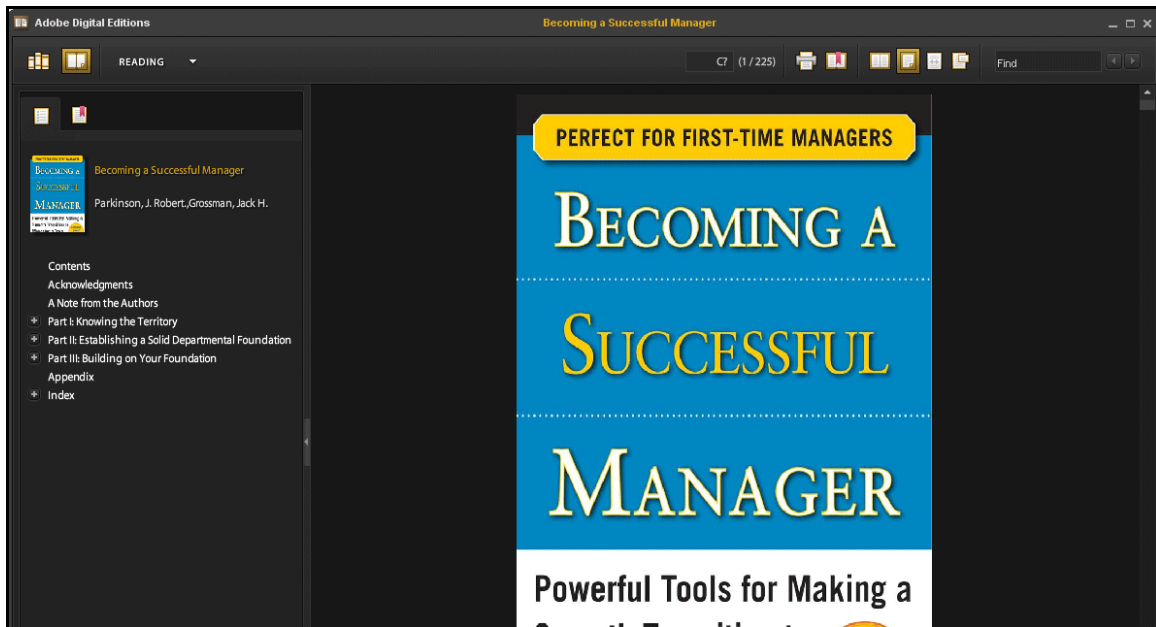 Adobe Digital Editions
Becoming a Successful Manager
READING
C? (1/225)
Find
Becoming a Successful Manager
Parkinson, J. Robert.,Grossman, Jack H.
Contents
Acknowledgments
A Note from the Authors
Part I: Knowing the Territory
Part II: Establishing a Solid Departmental Foundation
Part III: Building on Your Foundation
Appendix
Index
PERFECT FOR FIRST-TIME MANAGERS
BECOMING A
SUCCESSFUL
MANAGER
Powerful Tools for Making a